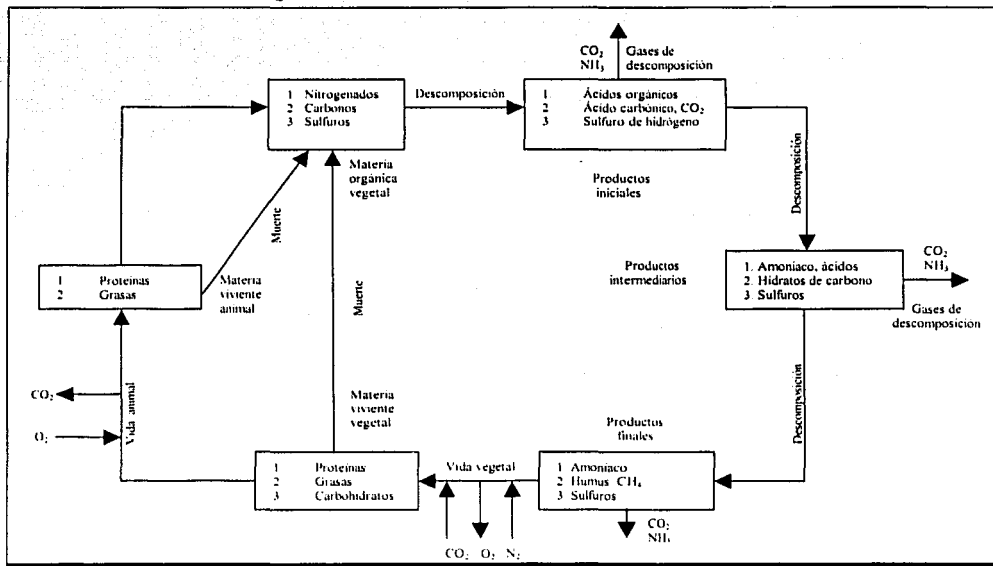 CO₂
NH₃
Gases de
descomposición
1 Nitrogenados
2 Carbonos
3 Sulfuros
Descomposición
1 Ácidos orgánicos
2 Ácido carbónico, CO₂
3 Sulfuro de hidrógeno
Materia
orgánica
vegetal
Productos
iniciales
Descomposición
Muerte
1 Proteínas
2 Grasas
Materia
viviente
animal
Muerte
Productos
intermediarios
1. Amoniaco, ácidos
2. Hidratos de carbono
3. Sulfuros
CO₂
NH₃
Gases de
descomposición
CO₂
O₂
Vida animal
Materia
viviente
vegetal
Productos
finales
Descomposición
1 Proteínas
2 Grasas
3 Carbohidratos
Vida vegetal
1 Amoniaco
2 Humus CH₄
3 Sulfuros
CO₂ O₂ N₂
CO₂
NH₃